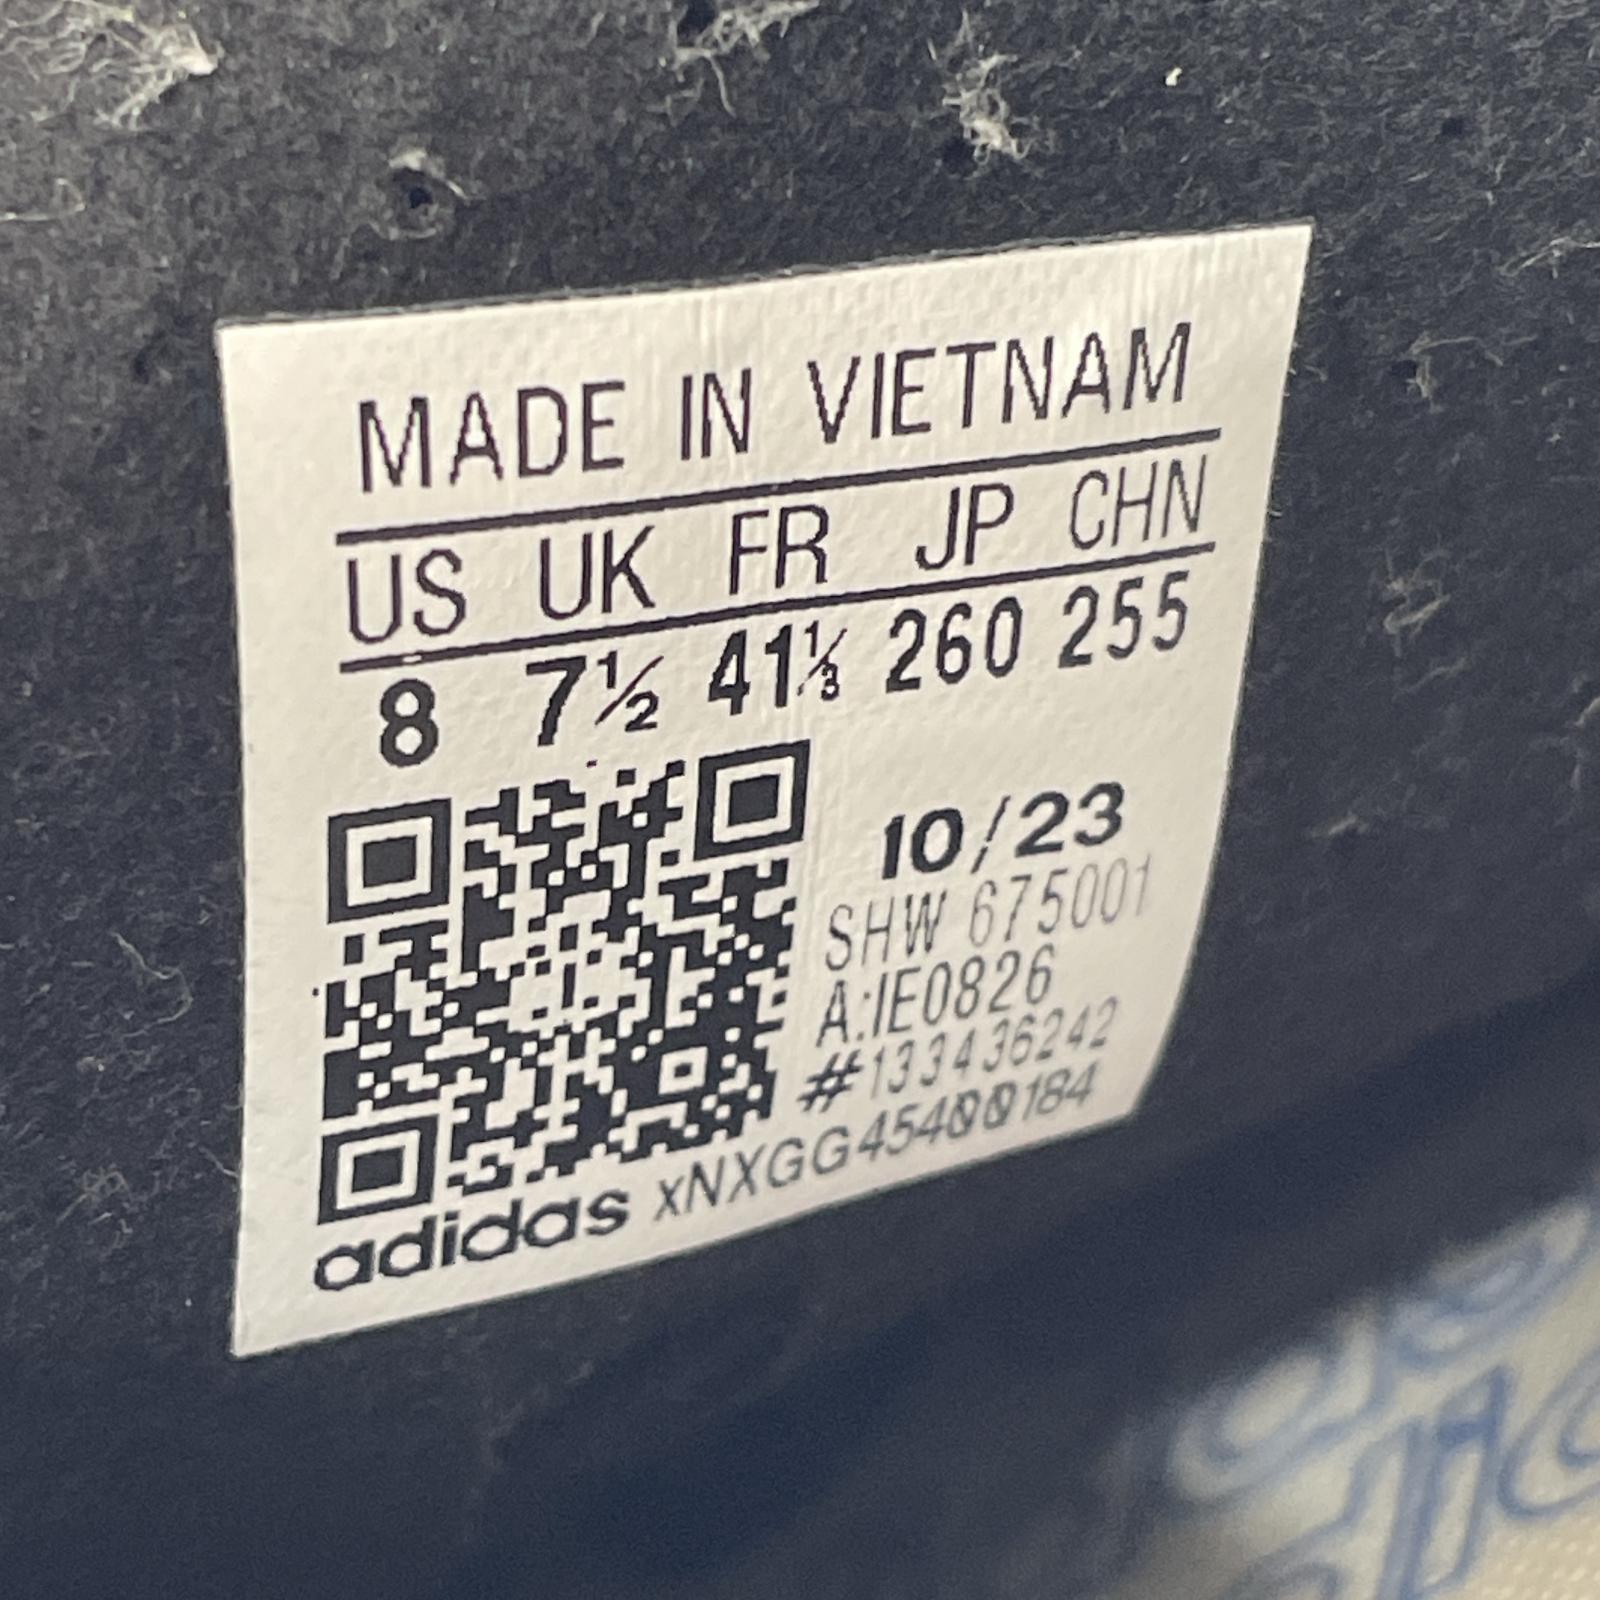 MADE IN VIETNAM
US UK FR JP CHN
8 7½ 41⅓ 260 255
10/23
SHW 675001
A:IE0826
#133436242
adidas xNXGG45400184